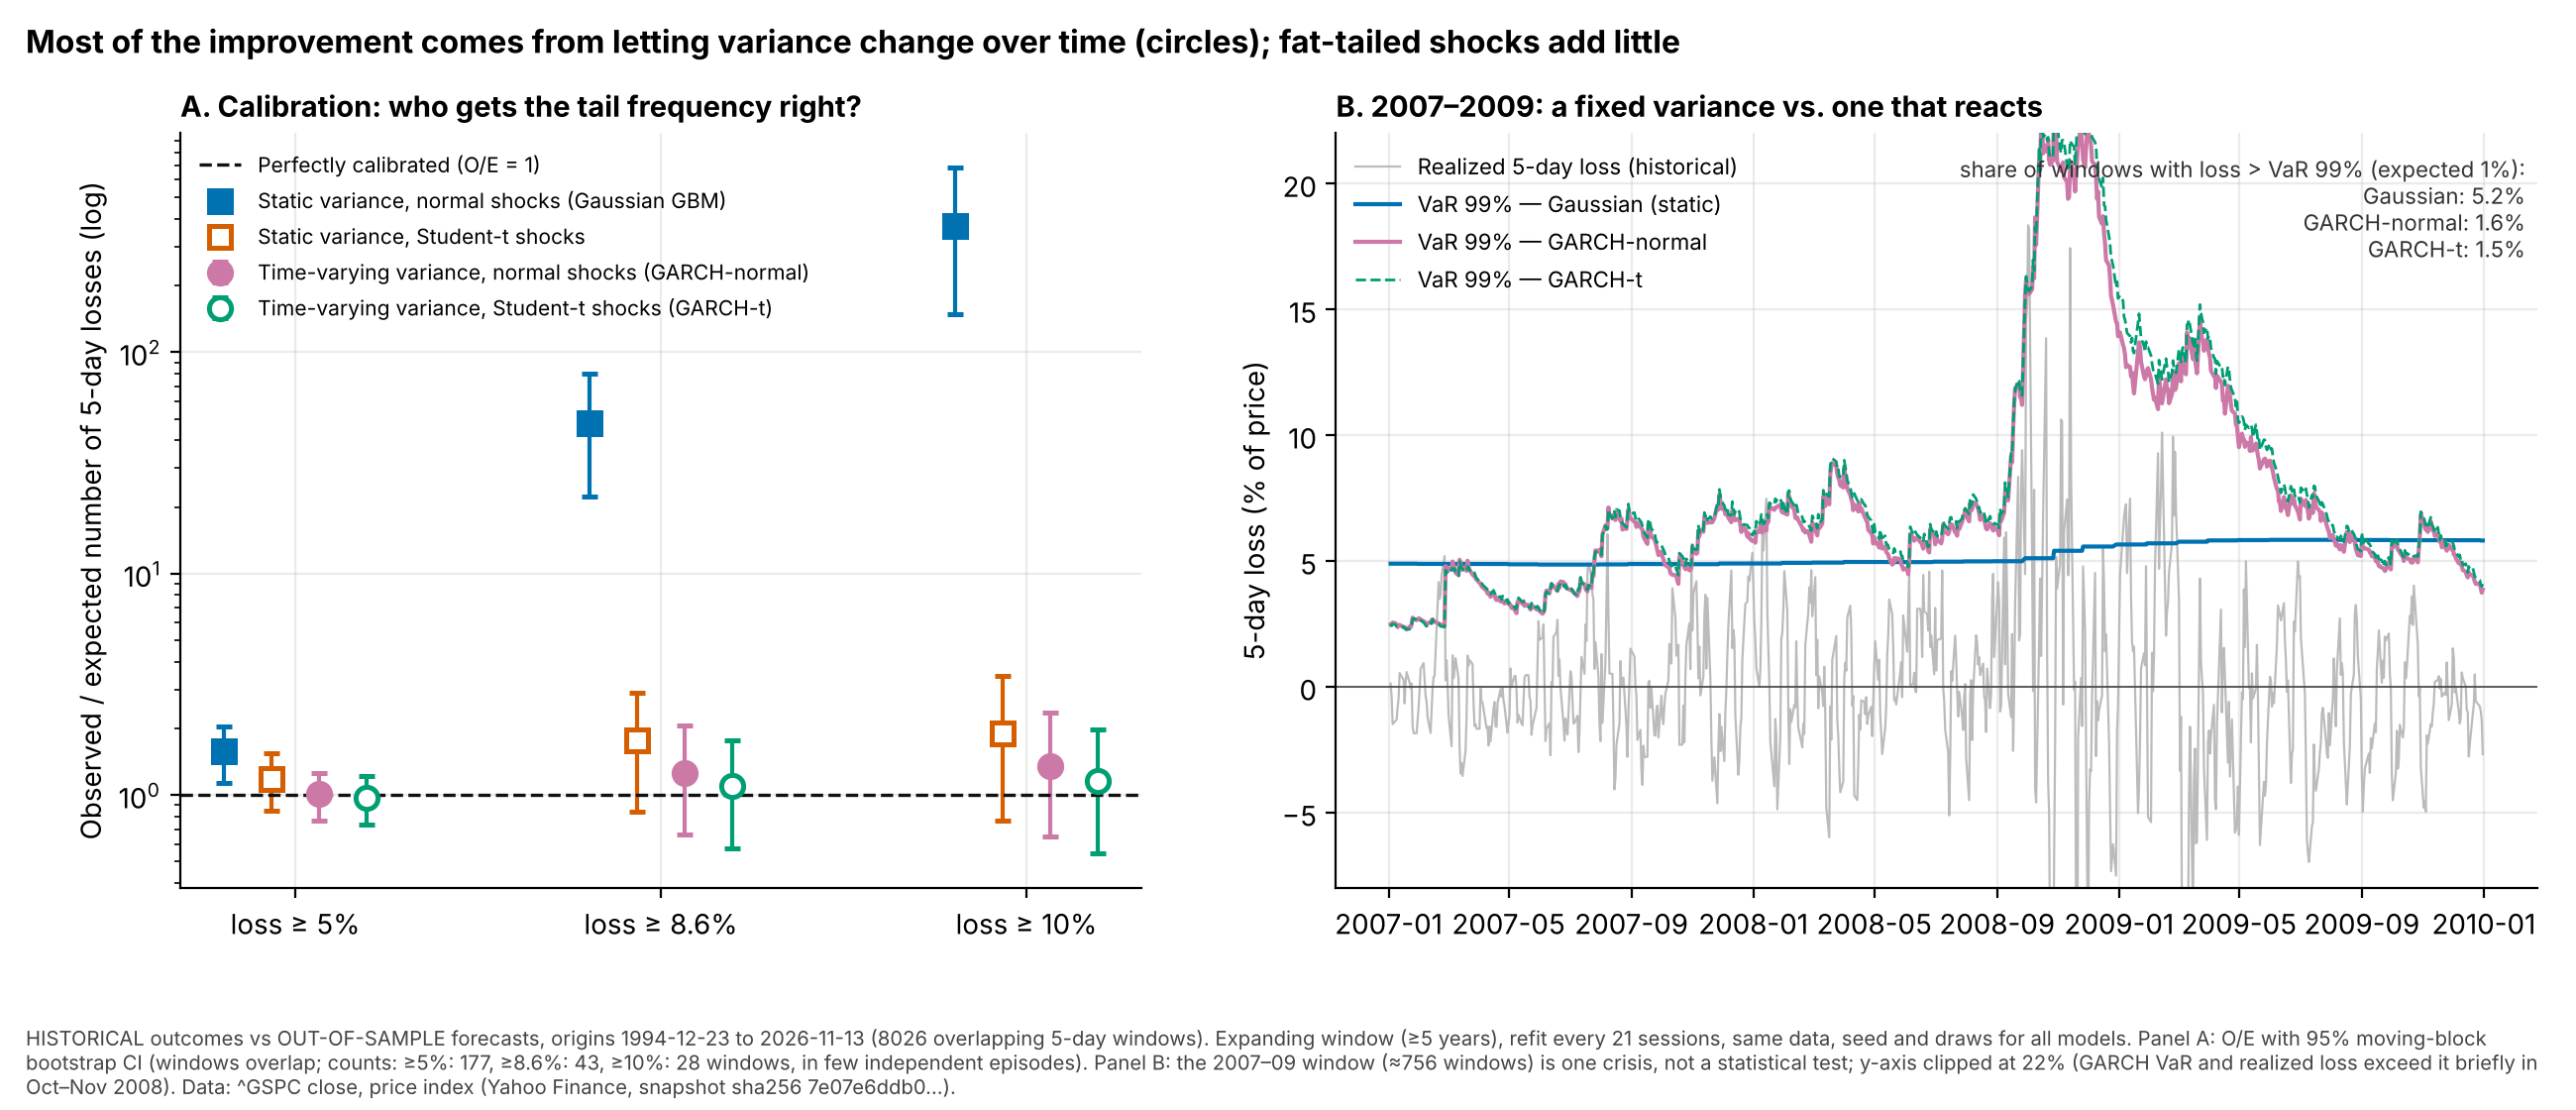 Most of the improvement comes from letting variance change over time (circles); fat-tailed shocks add little
A. Calibration: who gets the tail frequency right?
Observed / expected number of 5-day losses (log)
10²
10¹
10⁰
Perfectly calibrated (O/E = 1)
Static variance, normal shocks (Gaussian GBM)
Static variance, Student-t shocks
Time-varying variance, normal shocks (GARCH-normal)
Time-varying variance, Student-t shocks (GARCH-t)
loss ≥ 5%
loss ≥ 8.6%
loss ≥ 10%
B. 2007–2009: a fixed variance vs. one that reacts
5-day loss (% of price)
20
15
10
5
0
−5
Realized 5-day loss (historical)
VaR 99% — Gaussian (static)
VaR 99% — GARCH-normal
VaR 99% — GARCH-t
share of windows with loss > VaR 99% (expected 1%):
Gaussian: 5.2%
GARCH-normal: 1.6%
GARCH-t: 1.5%
2007-01 2007-05 2007-09 2008-01 2008-05 2008-09 2009-01 2009-05 2009-09 2010-01
HISTORICAL outcomes vs OUT-OF-SAMPLE forecasts, origins 1994-12-23 to 2026-11-13 (8026 overlapping 5-day windows). Expanding window (≥5 years), refit every 21 sessions, same data, seed and draws for all models. Panel A: O/E with 95% moving-block
bootstrap CI (windows overlap; counts: ≥5%: 177, ≥8.6%: 43, ≥10%: 28 windows, in few independent episodes). Panel B: the 2007–09 window (≈756 windows) is one crisis, not a statistical test; y-axis clipped at 22% (GARCH VaR and realized loss exceed it briefly in
Oct–Nov 2008). Data: ^GSPC close, price index (Yahoo Finance, snapshot sha256 7e07e6ddb0…).